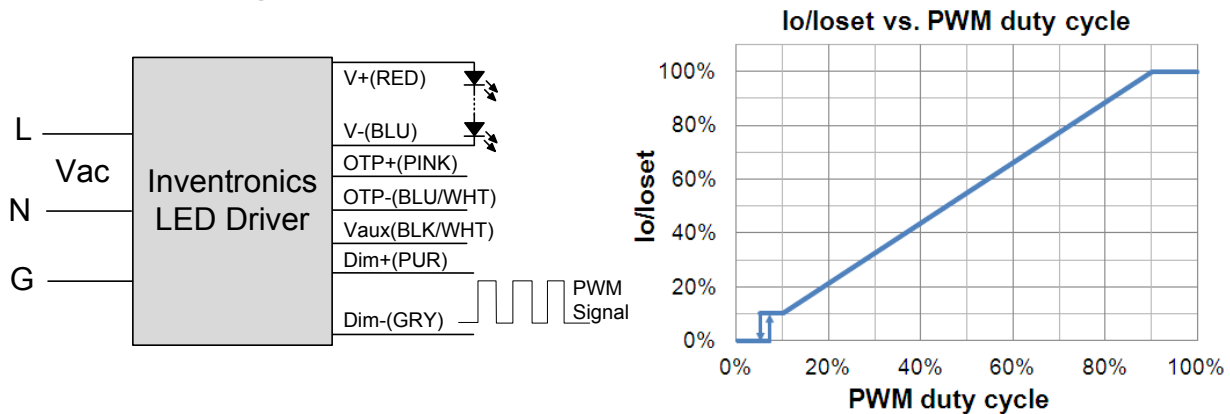 L
Vac
N
G
Inventronics
LED Driver
V+(RED)
V-(BLU)
OTP+(PINK)
OTP-(BLU/WHT)
Vaux(BLK/WHT)
Dim+(PUR)
Dim-(GRY)
PWM
Signal
Io/Ioset vs. PWM duty cycle
Io/Ioset
100%
80%
60%
40%
20%
0%
0% 20% 40% 60% 80% 100%
PWM duty cycle